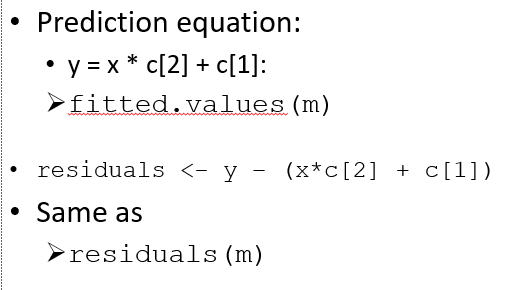 • Prediction equation:
• y = x * c[2] + c[1]:
➢fitted.values(m)
• residuals <- y - (x*c[2] + c[1])
• Same as
➢residuals(m)